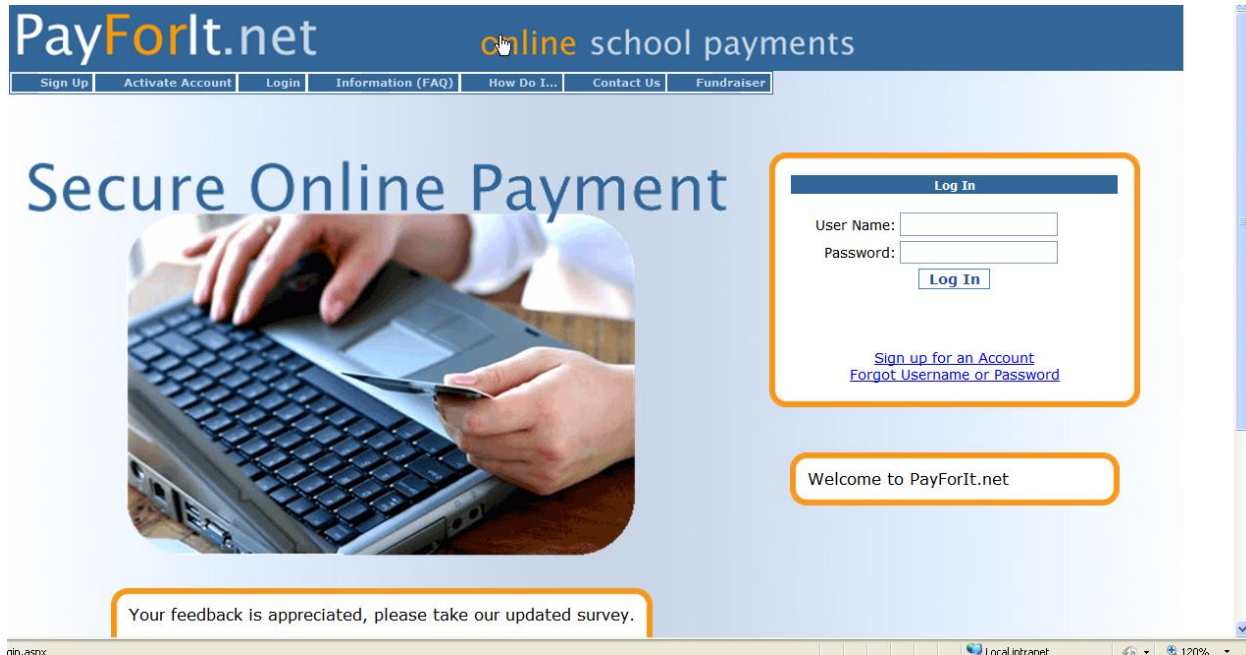 PayForIt.net
online school payments
Sign Up Activate Account Login Information (FAQ) How Do I... Contact Us Fundraiser
Secure Online Payment
Log In
User Name:
Password:
Log In
Sign up for an Account
Forgot Username or Password
Welcome to PayForIt.net
Your feedback is appreciated, please take our updated survey.
gin.aspx
Local intranet
120%